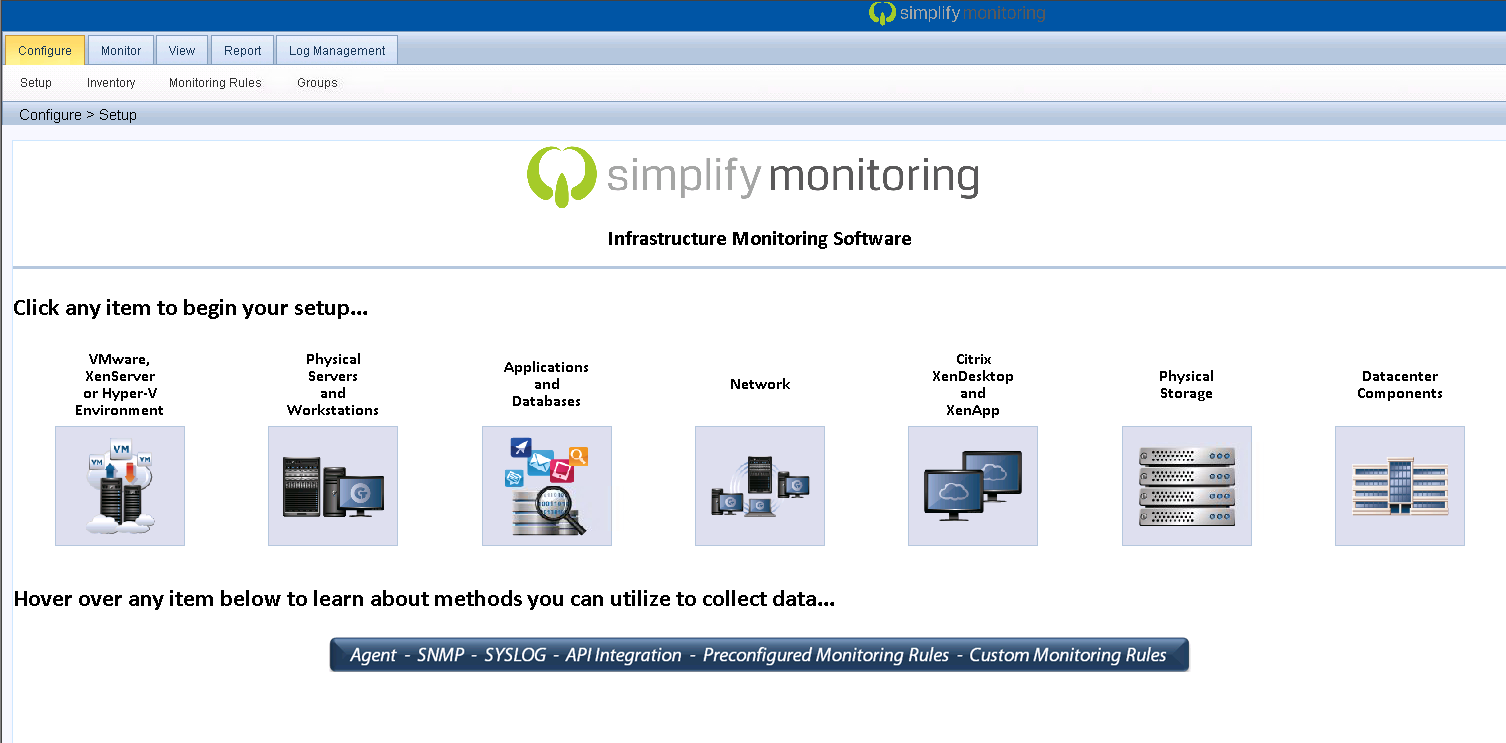 simplify monitoring
Configure Monitor View Report Log Management
Setup Inventory Monitoring Rules Groups
Configure > Setup
simplify monitoring
Infrastructure Monitoring Software
Click any item to begin your setup...
VMware,
XenServer
or Hyper-V
Environment
Physical
Servers
and
Workstations
Applications
and
Databases
Network
Citrix
XenDesktop
and
XenApp
Physical
Storage
Datacenter
Components
VM
VM
VM
Hover over any item below to learn about methods you can utilize to collect data...
Agent - SNMP - SYSLOG - API Integration - Preconfigured Monitoring Rules - Custom Monitoring Rules